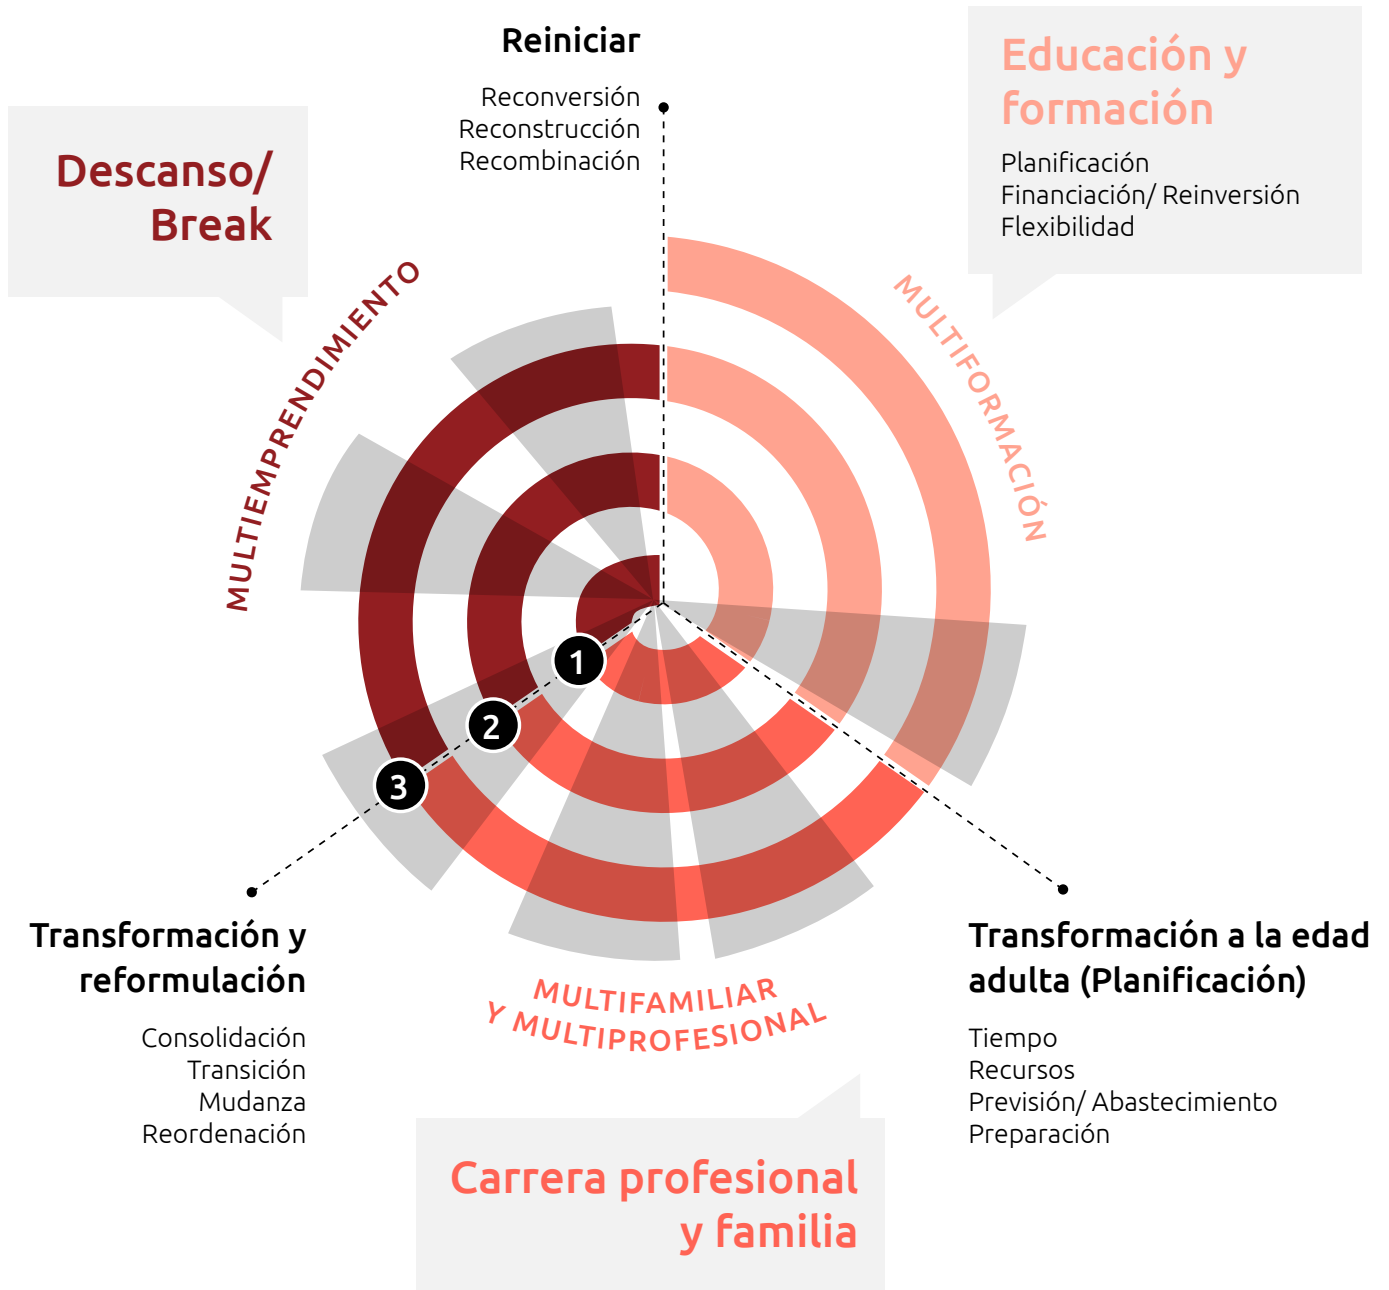 Reiniciar
Reconversión
Reconstrucción
Recombinación
Educación y
formación
Planificación
Financiación/ Reinversión
Flexibilidad
Descanso/
Break
MULTIEMPRENDIMIENTO
MULTIFORMACIÓN
1
2
3
Transformación y
reformulación
Consolidación
Transición
Mudanza
Reordenación
MULTIFAMILIAR
Y MULTIPROFESIONAL
Transformación a la edad
adulta (Planificación)
Tiempo
Recursos
Previsión/ Abastecimiento
Preparación
Carrera profesional
y familia